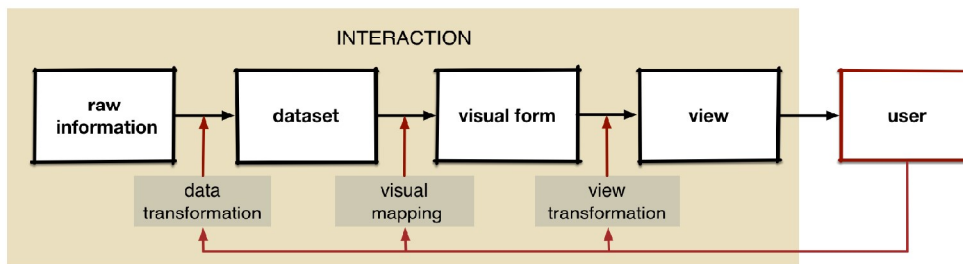 INTERACTION
raw
information
dataset
visual form
view
user
data
transformation
visual
mapping
view
transformation